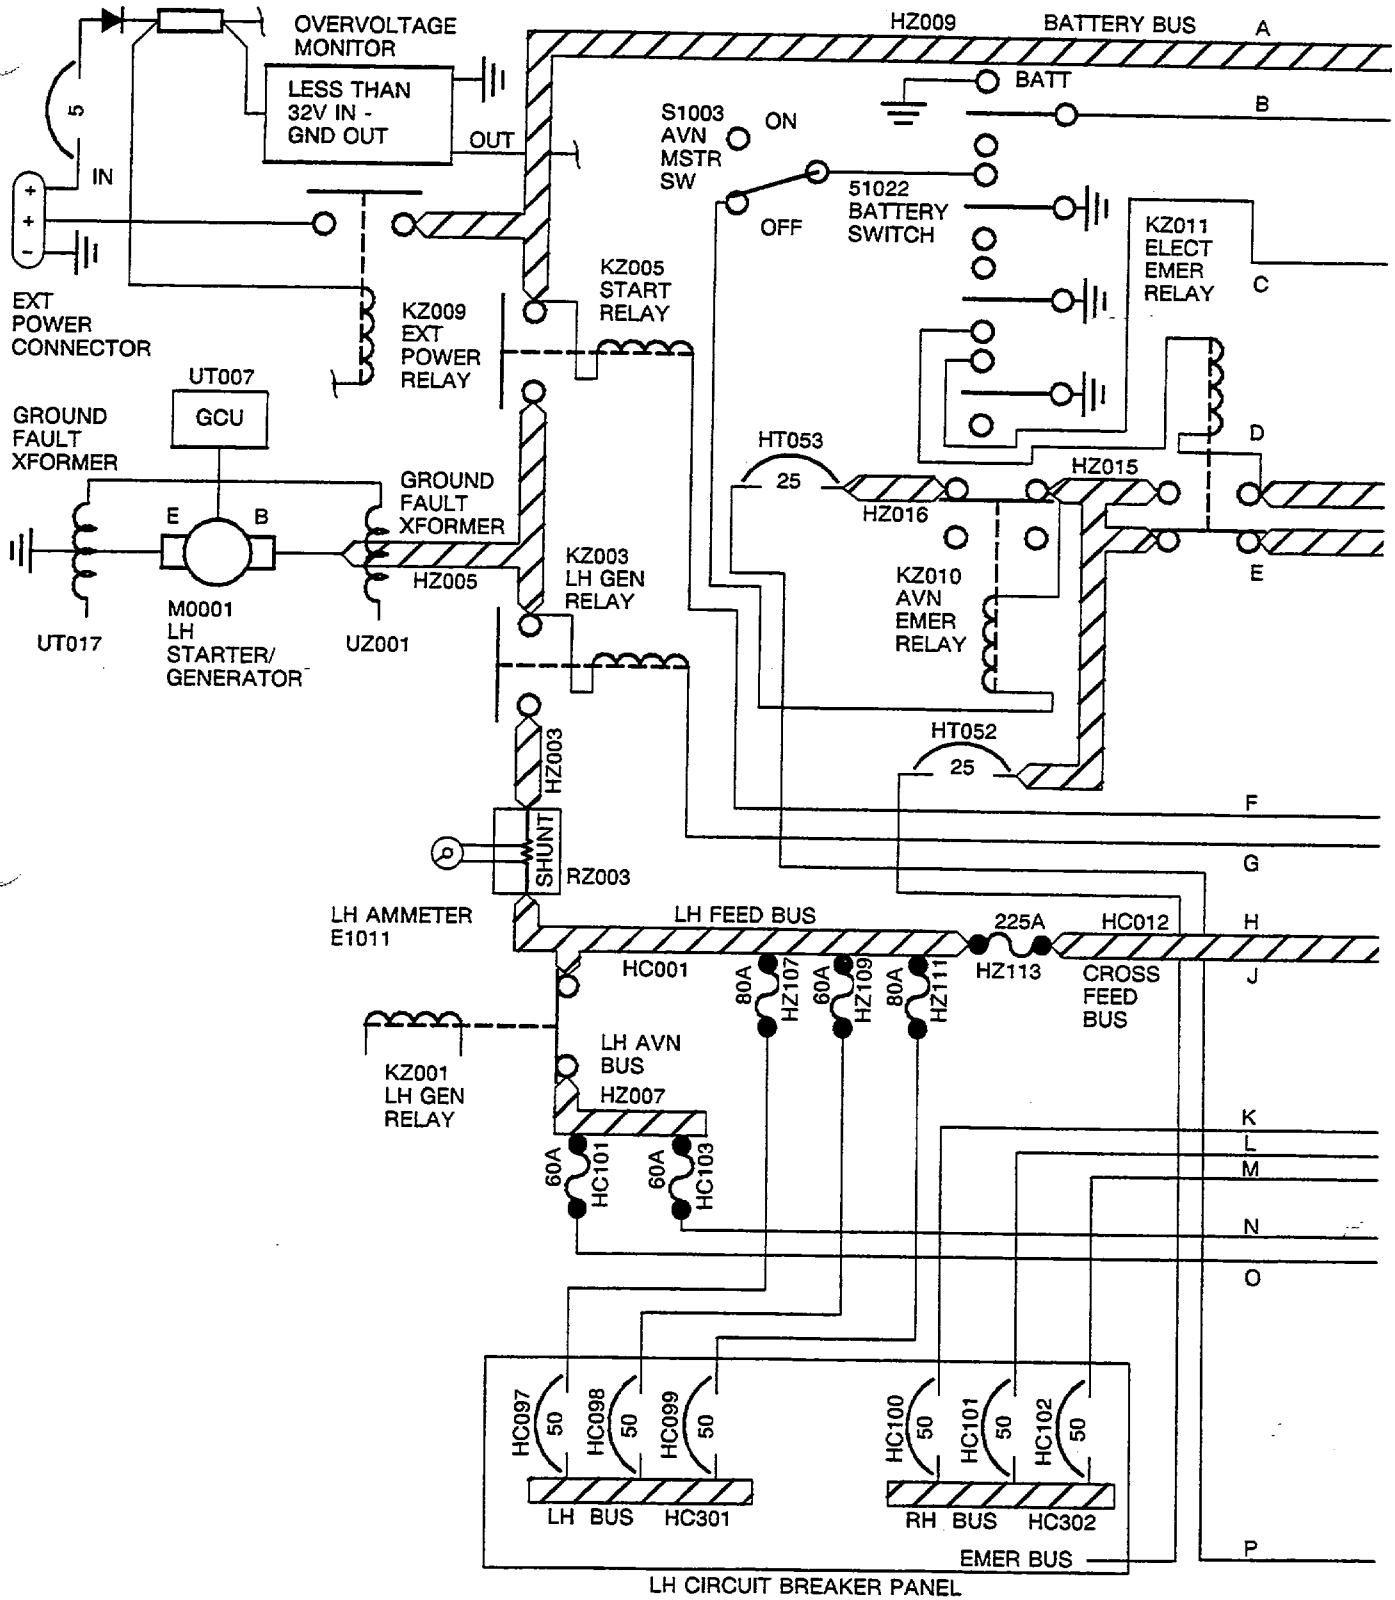 HZ009
BATTERY BUS
A
OVERVOLTAGE
MONITOR
LESS THAN
32V IN -
GND OUT
OUT
5
IN
+
+
−
EXT
POWER
CONNECTOR
BATT
B
S1003
AVN
MSTR
SW
ON
OFF
51022
BATTERY
SWITCH
KZ011
ELECT
EMER
RELAY
C
KZ005
START
RELAY
KZ009
EXT
POWER
RELAY
UT007
GCU
GROUND
FAULT
XFORMER
GROUND
FAULT
XFORMER
E
B
HZ005
UT017
M0001
LH
STARTER/
GENERATOR
UZ001
KZ003
LH GEN
RELAY
HT053
25
HZ016
HZ015
D
E
KZ010
AVN
EMER
RELAY
HT052
25
F
G
HZ003
SHUNT
RZ003
LH AMMETER
E1011
LH FEED BUS
HC001
225A
HZ113
HC012
H
CROSS
FEED
BUS
J
80A
HZ107
60A
HZ109
80A
HZ111
KZ001
LH GEN
RELAY
LH AVN
BUS
HZ007
60A
HC101
60A
HC103
K
L
M
N
O
HC097
50
HC098
50
HC099
50
HC100
50
HC101
50
HC102
50
LH BUS HC301
RH BUS HC302
EMER BUS
P
LH CIRCUIT BREAKER PANEL